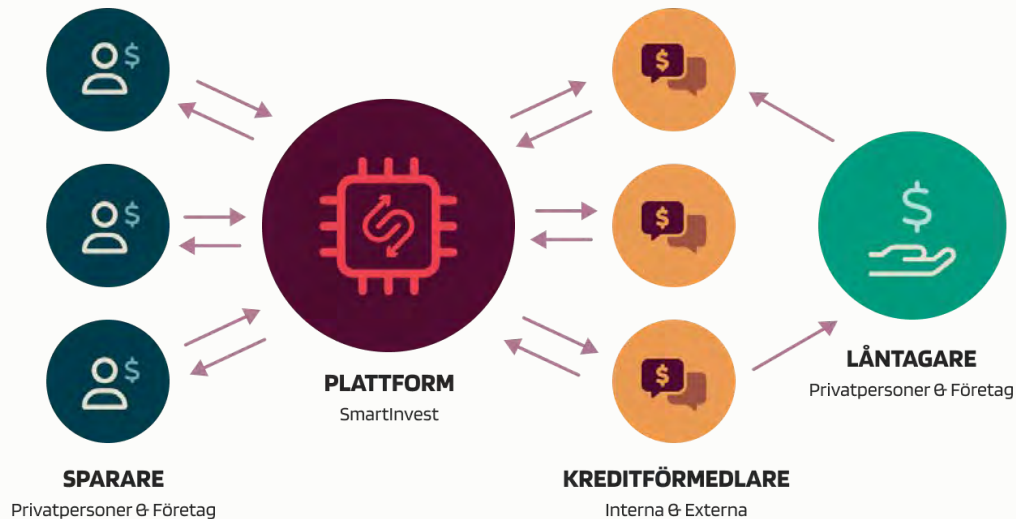 PLATTFORM
SmartInvest
LÅNTAGARE
Privatpersoner & Företag
SPARARE
Privatpersoner & Företag
KREDITFÖRMEDLARE
Interna & Externa
$
$
$
$
$
$
$